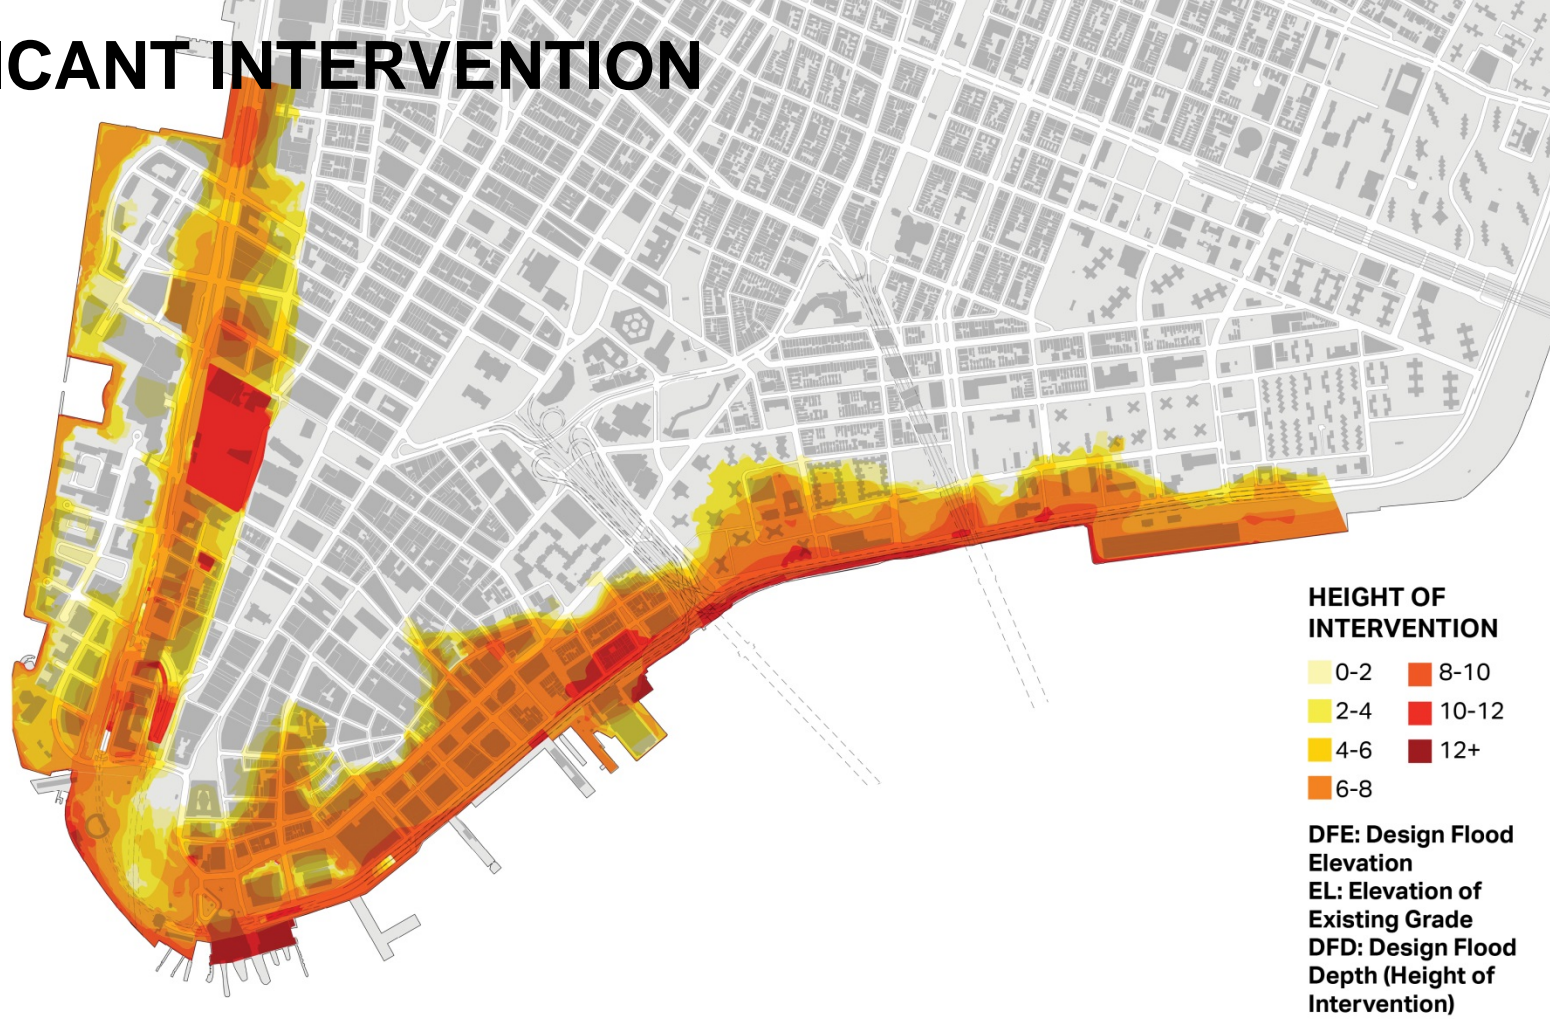 ICANT INTERVENTION
HEIGHT OF
INTERVENTION
0-2
2-4
4-6
6-8
8-10
10-12
12+
DFE: Design Flood
Elevation
EL: Elevation of
Existing Grade
DFD: Design Flood
Depth (Height of
Intervention)